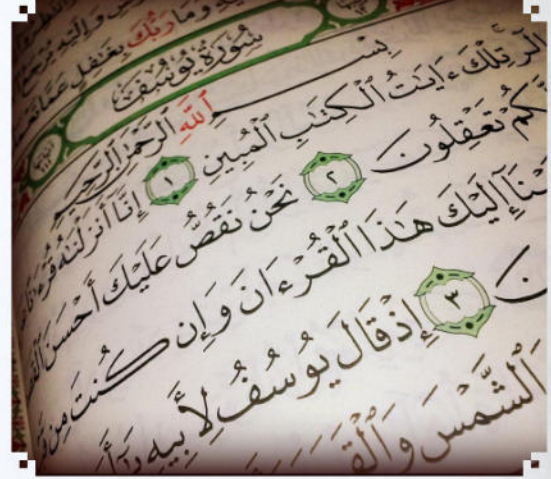 وَإِلَيْهِ يُرْجَعُ
وَمَا رَبُّكَ بِغَٰفِلٍ عَمَّا
سُورَةُ يُوسُفَ
بِسْمِ ٱللَّهِ ٱلرَّحْمَٰنِ ٱلرَّحِيمِ
الٓر تِلْكَ ءَايَٰتُ ٱلْكِتَٰبِ ٱلْمُبِينِ ١ إِنَّآ أَنزَلْنَٰهُ قُرْءَٰنًا
كُمْ تَعْقِلُونَ ٢ نَحْنُ نَقُصُّ عَلَيْكَ أَحْسَنَ ٱلْقَصَ
نَآ إِلَيْكَ هَٰذَا ٱلْقُرْءَانَ وَإِن كُنتَ مِن قَ
نَ ٣ إِذْ قَالَ يُوسُفُ لِأَبِيهِ يَٰٓأَ
ٱلشَّمْسَ وَٱلْقَمَرَ